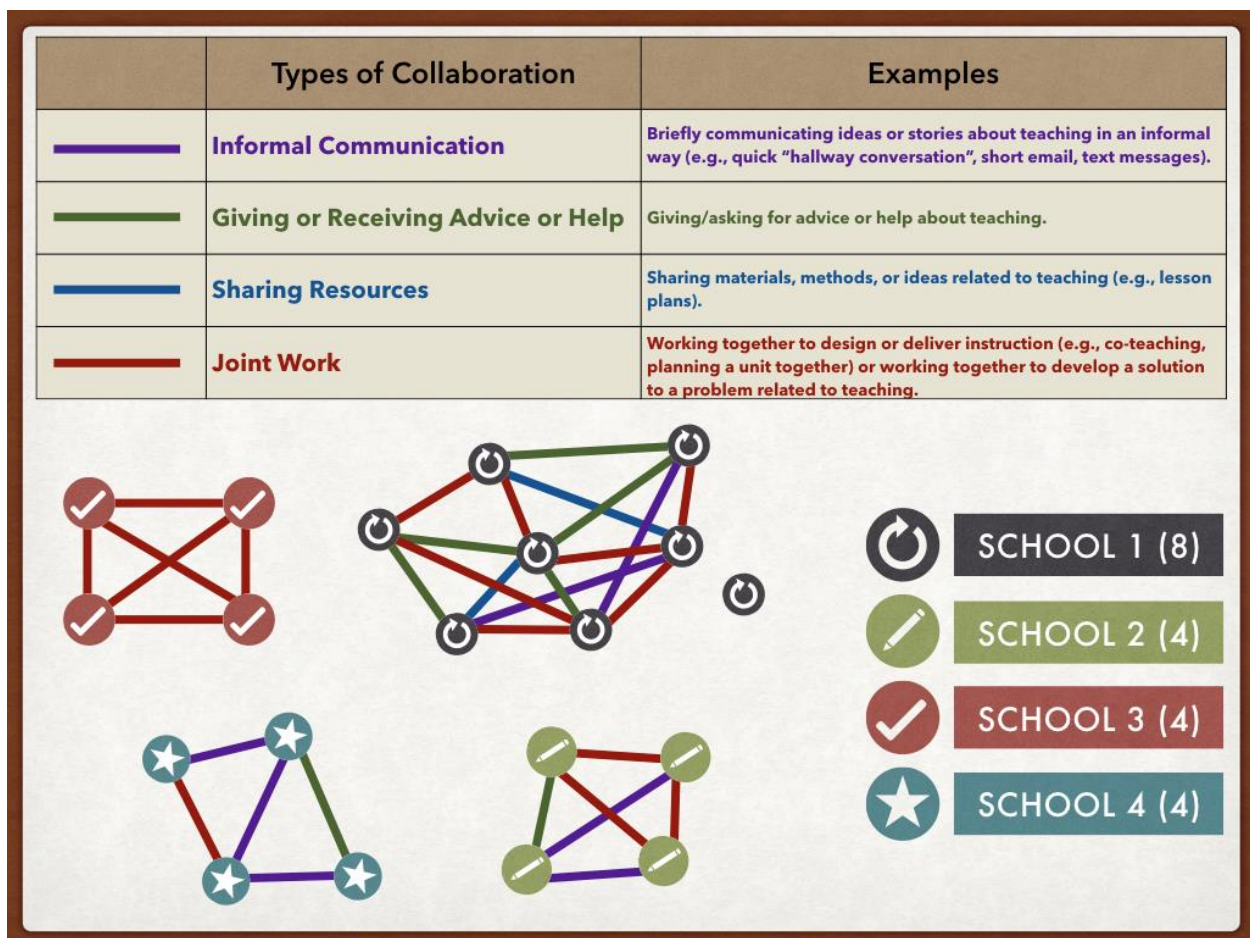 Types of Collaboration
Examples
Informal Communication
Briefly communicating ideas or stories about teaching in an informal
way (e.g., quick “hallway conversation”, short email, text messages).
Giving or Receiving Advice or Help
Giving/asking for advice or help about teaching.
Sharing Resources
Sharing materials, methods, or ideas related to teaching (e.g., lesson
plans).
Joint Work
Working together to design or deliver instruction (e.g., co-teaching,
planning a unit together) or working together to develop a solution
to a problem related to teaching.
SCHOOL 1 (8)
SCHOOL 2 (4)
SCHOOL 3 (4)
SCHOOL 4 (4)